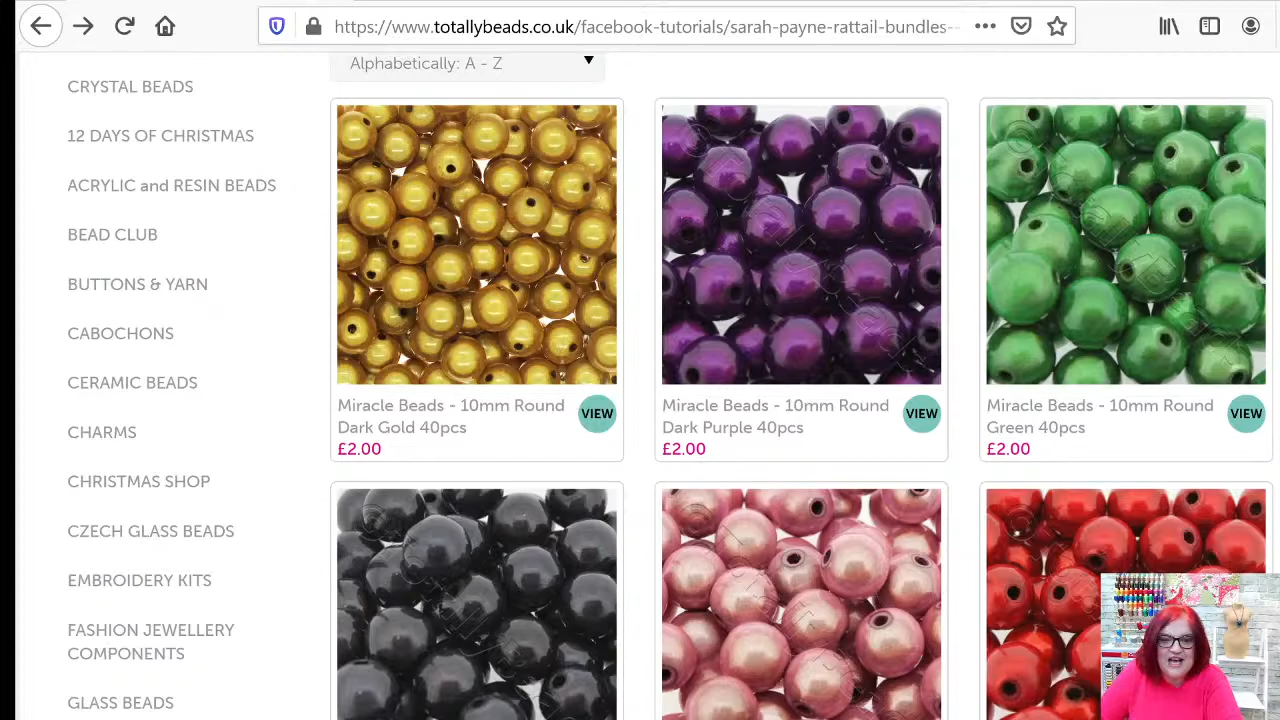 https://www.totallybeads.co.uk/facebook-tutorials/sarah-payne-rattail-bundles-
Alphabetically: A - Z
CRYSTAL BEADS
12 DAYS OF CHRISTMAS
ACRYLIC and RESIN BEADS
BEAD CLUB
BUTTONS & YARN
CABOCHONS
CERAMIC BEADS
CHARMS
CHRISTMAS SHOP
CZECH GLASS BEADS
EMBROIDERY KITS
FASHION JEWELLERY
COMPONENTS
GLASS BEADS
Miracle Beads - 10mm Round
Dark Gold 40pcs
£2.00
VIEW
Miracle Beads - 10mm Round
Dark Purple 40pcs
£2.00
VIEW
Miracle Beads - 10mm Round
Green 40pcs
£2.00
VIEW